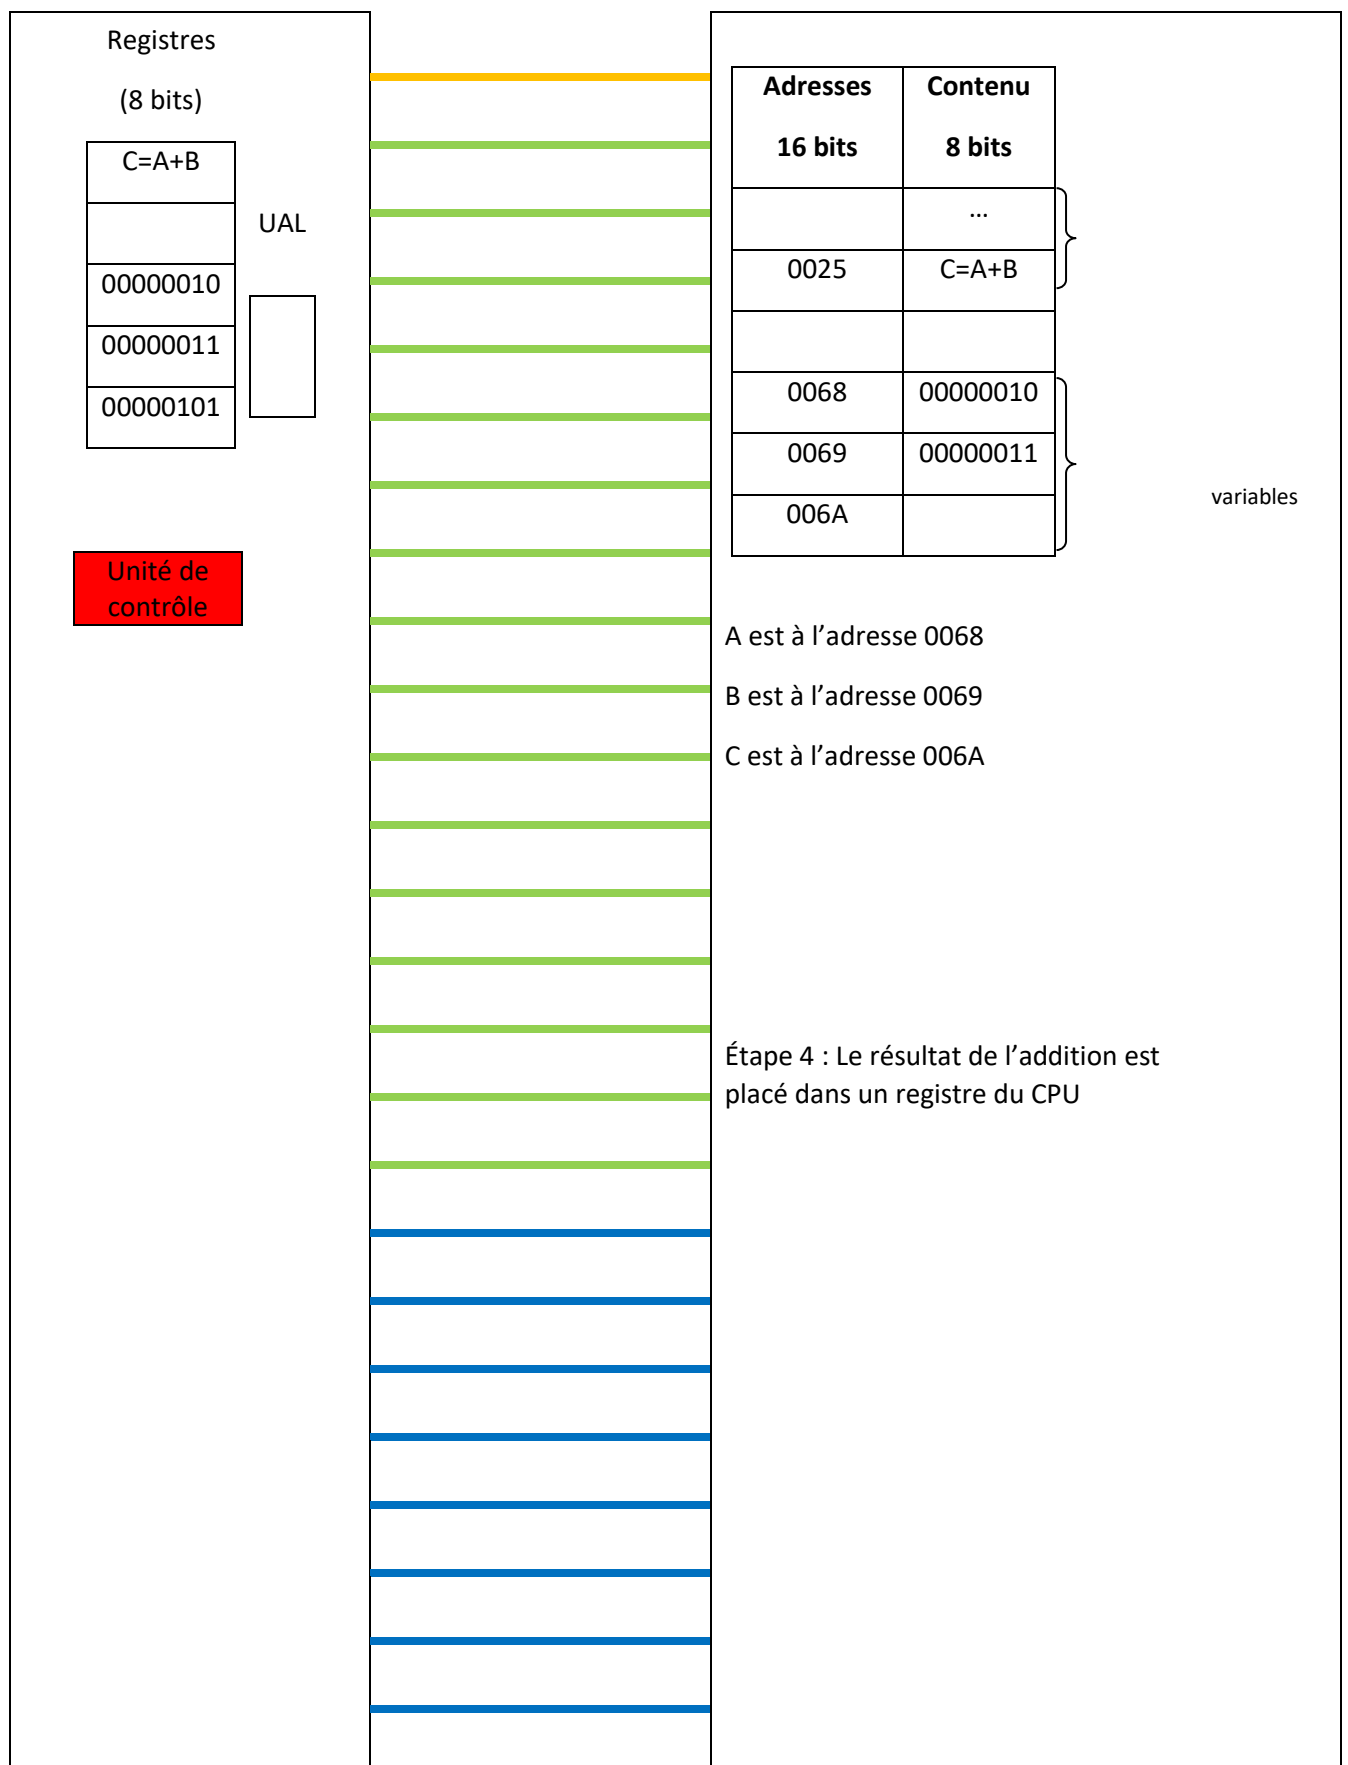 Registres
(8 bits)
C=A+B
UAL
00000010
00000011
00000101
Unité de
contrôle
Adresses Contenu
16 bits 8 bits
...
0025 C=A+B
0068 00000010
0069 00000011
006A
variables
A est à l’adresse 0068
B est à l’adresse 0069
C est à l’adresse 006A
Étape 4 : Le résultat de l’addition est
placé dans un registre du CPU